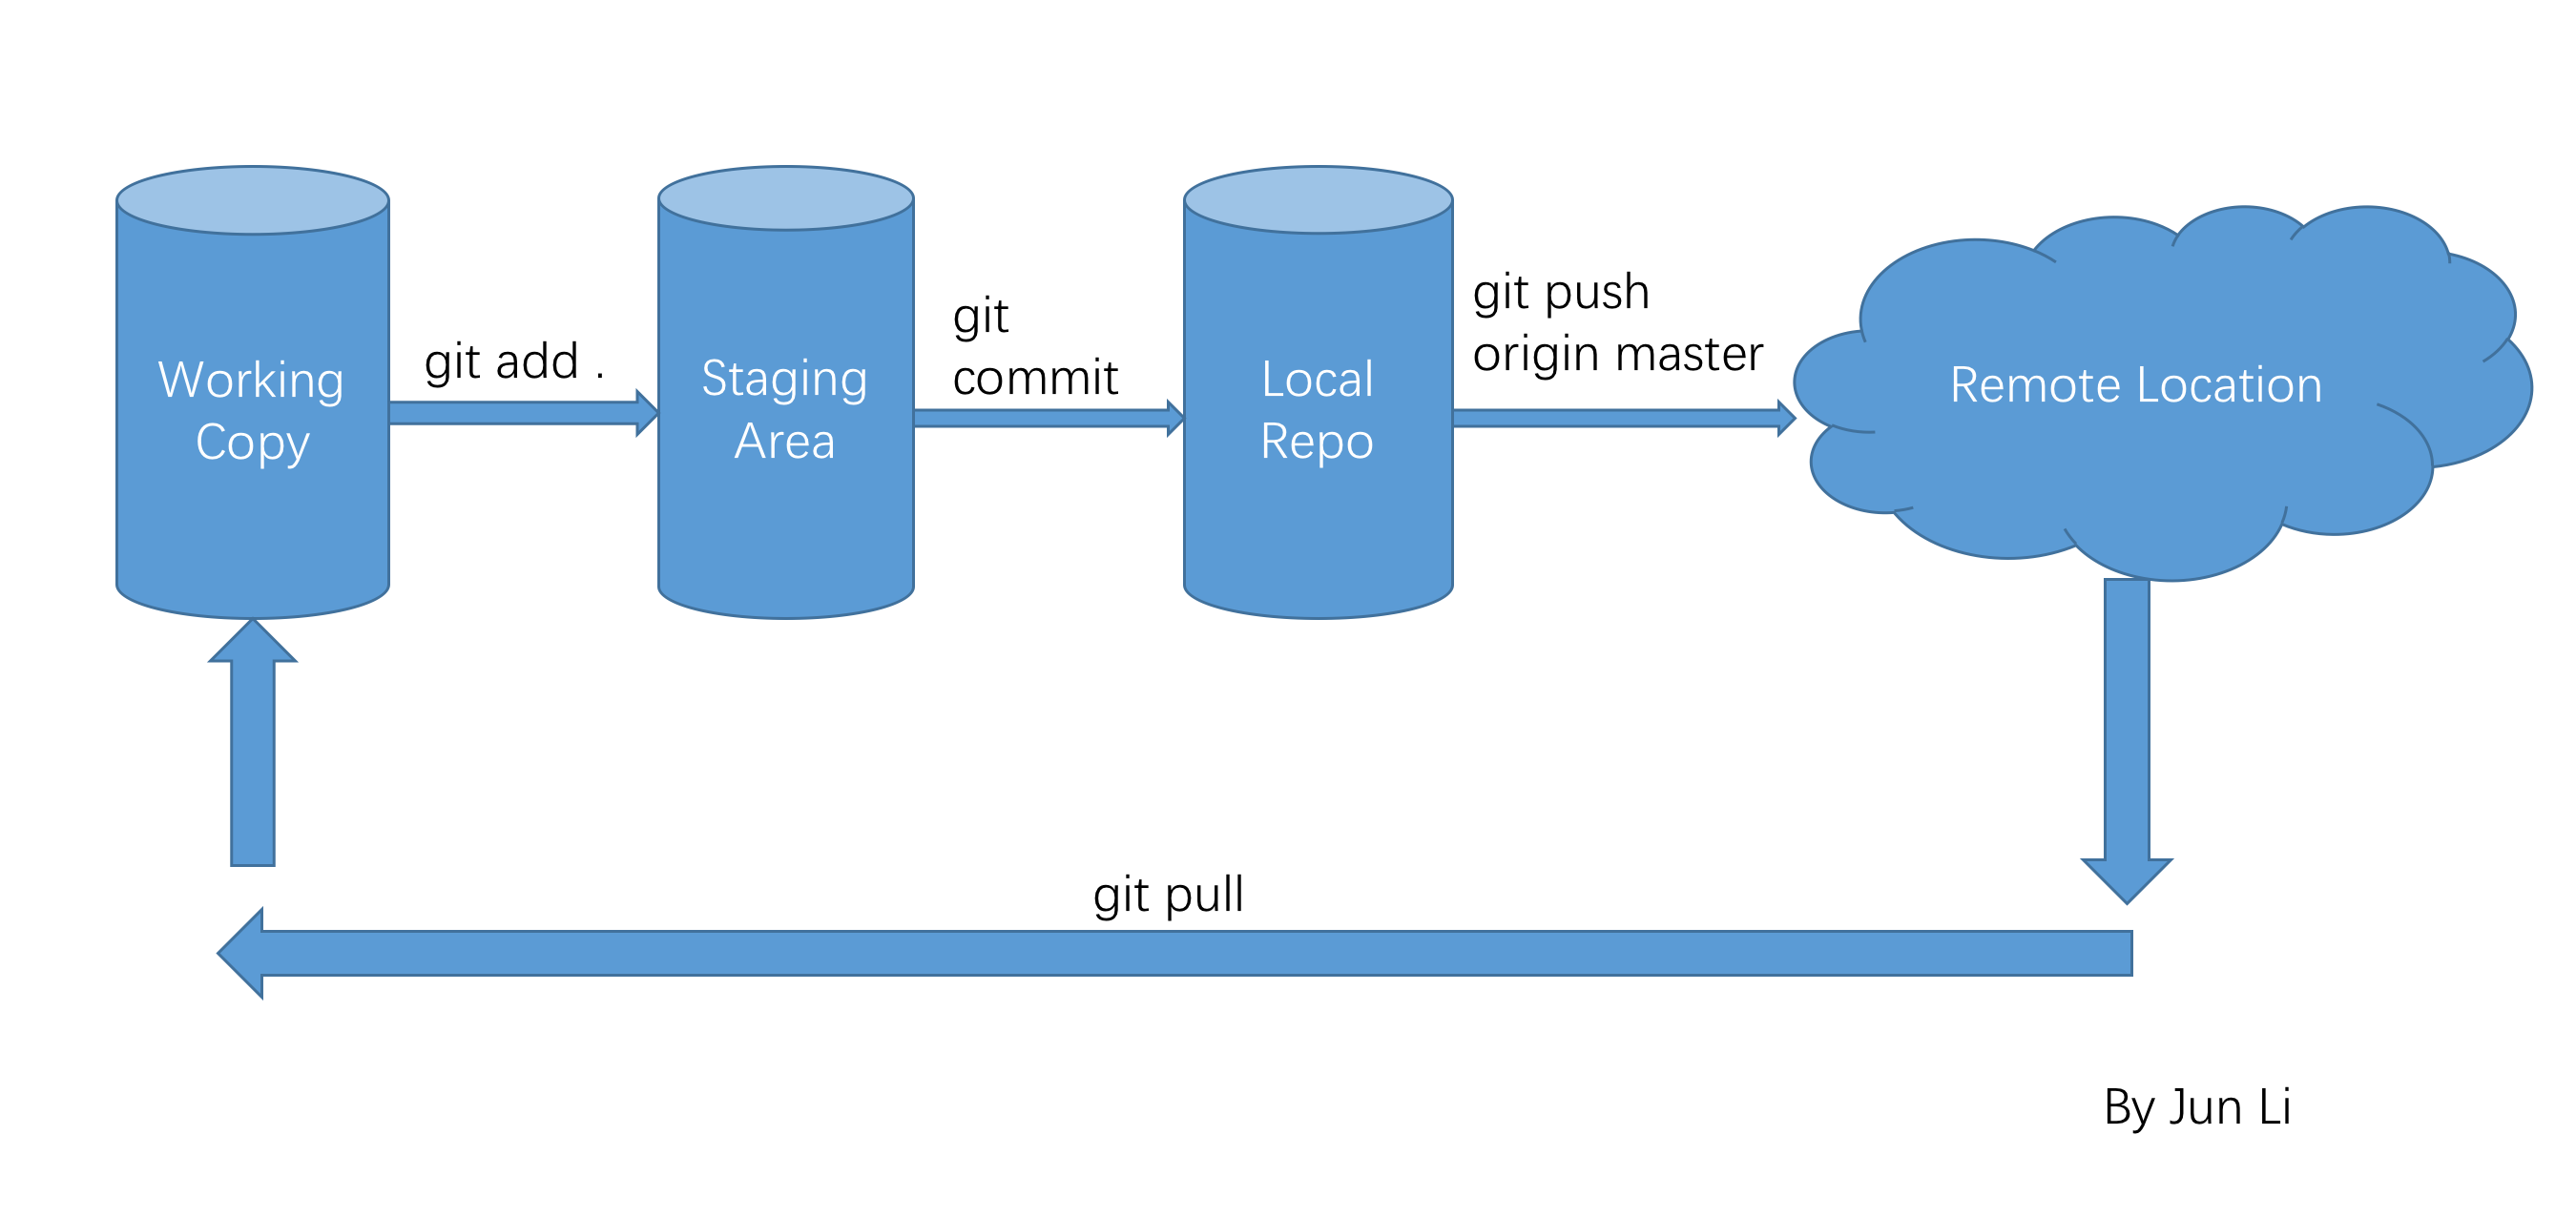 Working
Copy
git add .
Staging
Area
git
commit
Local
Repo
git push
origin master
Remote Location
git pull
By Jun Li